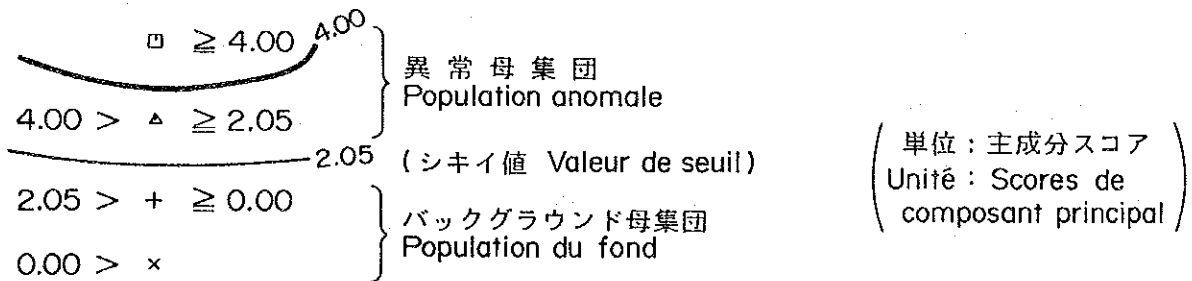 ◻ ≧ 4.00 4.00
異常母集団
Population anomale
4.00 > ▵ ≧ 2.05
2.05 (シキイ値 Valeur de seuil)
2.05 > + ≧ 0.00
バックグラウンド母集団
Population du fond
0.00 > ×
単位:主成分スコア
Unité : Scores de
composant principal